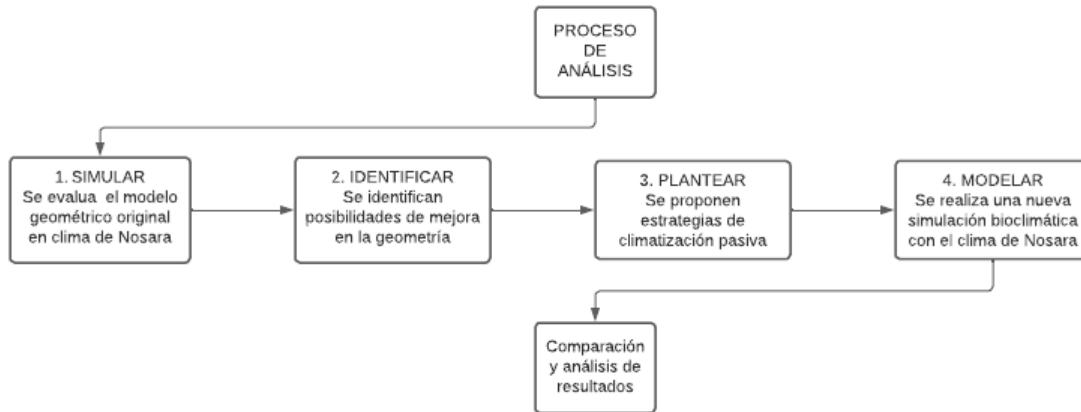 PROCESO
DE
ANÁLISIS
1. SIMULAR
Se evalua el modelo
geométrico original
en clima de Nosara
2. IDENTIFICAR
Se identifican
posibilidades de mejora
en la geometría
3. PLANTEAR
Se proponen
estrategias de
climatización pasiva
4. MODELAR
Se realiza una nueva
simulación bioclimática
con el clima de Nosara
Comparación
y análisis de
resultados